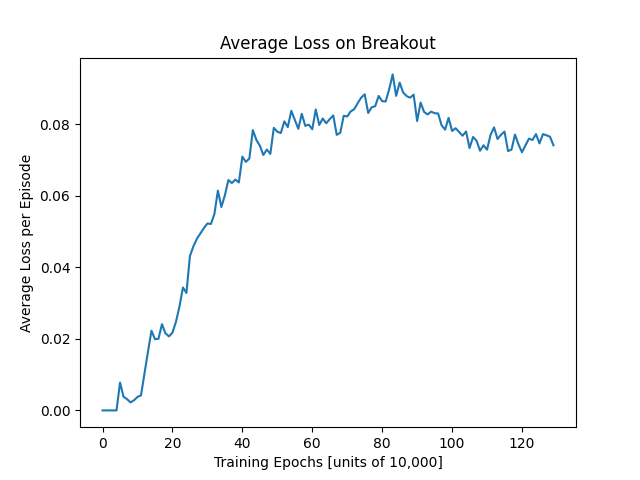 Average Loss on Breakout
Average Loss per Episode
0.08
0.06
0.04
0.02
0.00
0 20 40 60 80 100 120
Training Epochs [units of 10,000]